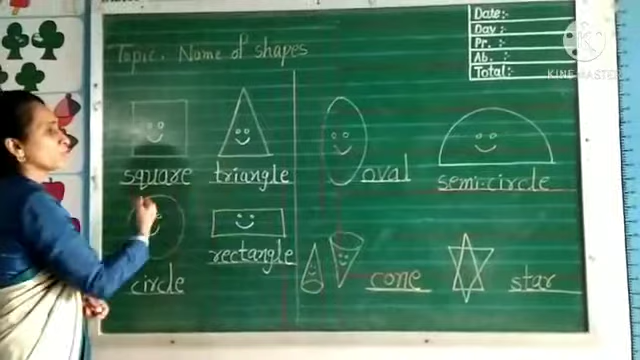 Topic. Name of shapes
Date:-
Day:-
Pr.:-
Ab.:-
Total:-
KINEMASTER
square
triangle
oval
semi-circle
circle
rectangle
cone
star